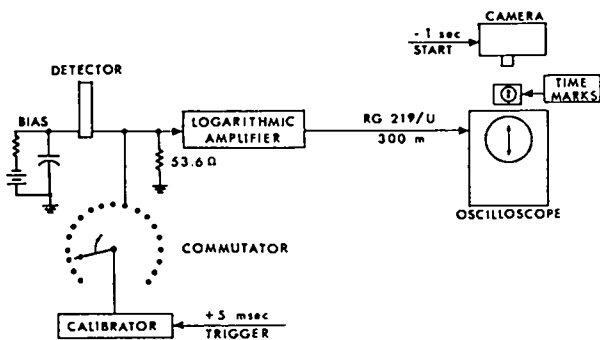 CAMERA
- 1 sec
START
DETECTOR
TIME
MARKS
BIAS
LOGARITHMIC
AMPLIFIER
RG 219/U
300 m
53.6 Ω
OSCILLOSCOPE
COMMUTATOR
CALIBRATOR
+5 msec
TRIGGER